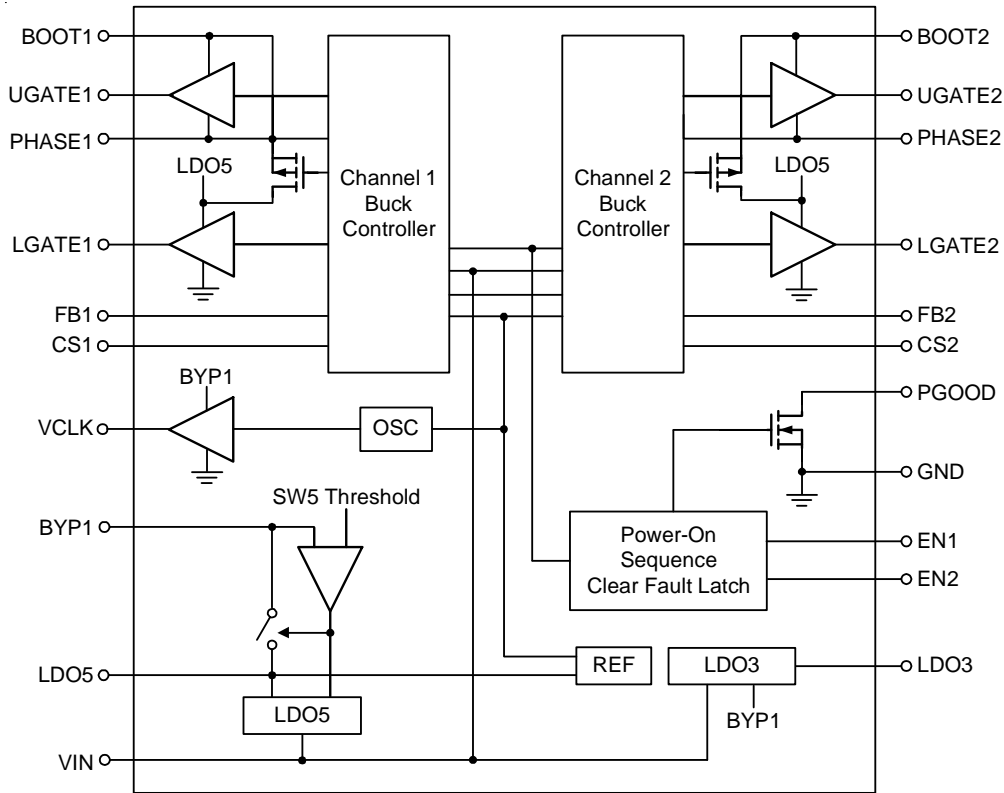 BOOT1
BOOT2
UGATE1
UGATE2
PHASE1
PHASE2
LDO5
LDO5
Channel 1
Buck
Controller
Channel 2
Buck
Controller
LGATE1
LGATE2
FB1
FB2
CS1
CS2
BYP1
PGOOD
VCLK
OSC
GND
SW5 Threshold
BYP1
Power-On
Sequence
Clear Fault Latch
EN1
EN2
LDO5
REF
LDO3
LDO3
LDO5
BYP1
VIN